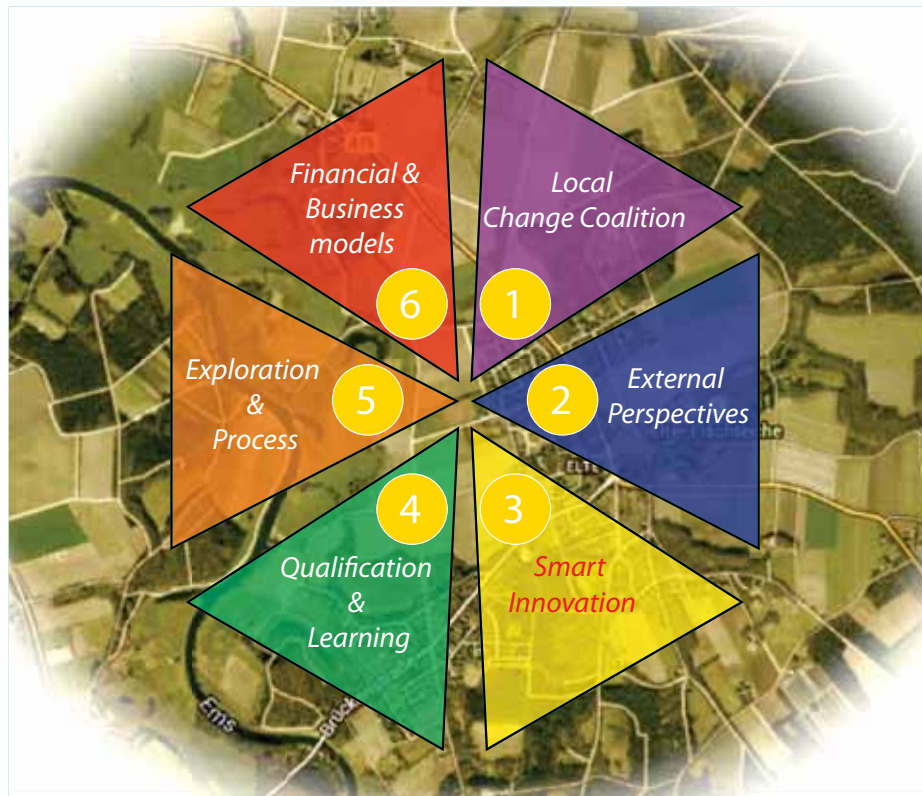 1
Local
Change Coalition
2
External
Perspectives
3
Smart
Innovation
4
Qualification
&
Learning
5
Exploration
&
Process
6
Financial &
Business
models
Ems